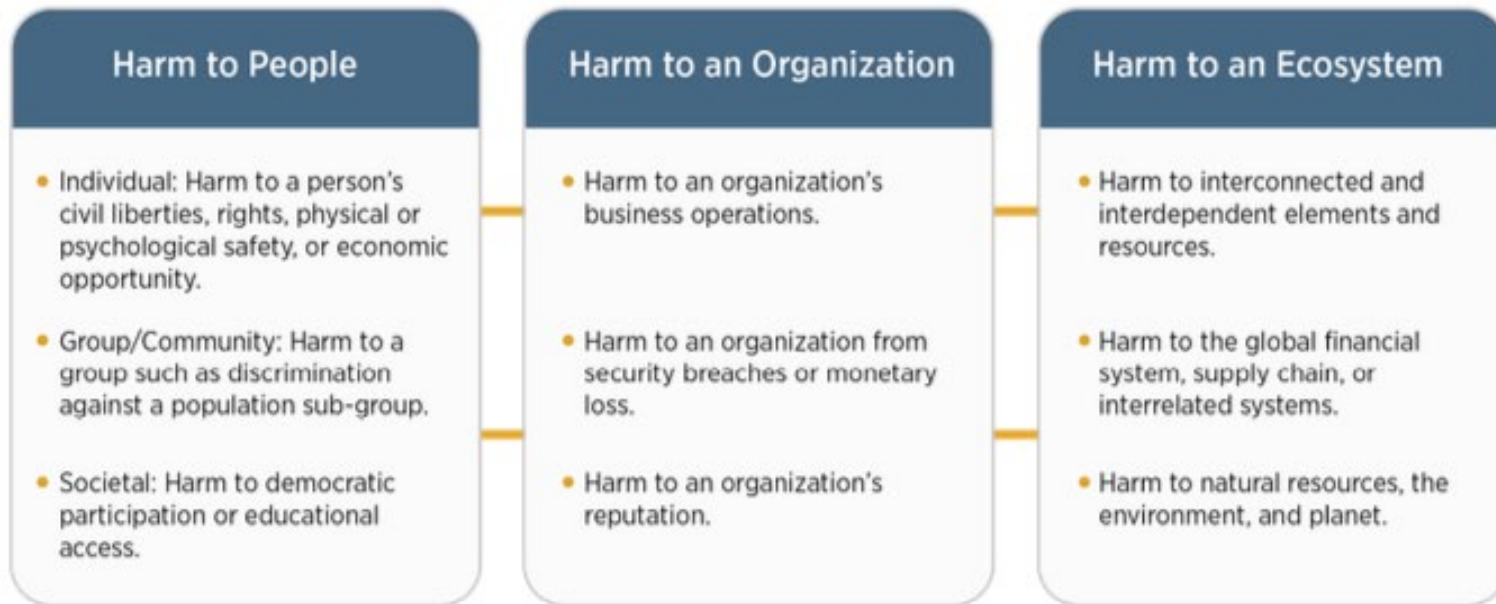 Harm to People
• Individual: Harm to a person's
civil liberties, rights, physical or
psychological safety, or economic
opportunity.
• Group/Community: Harm to a
group such as discrimination
against a population sub-group.
• Societal: Harm to democratic
participation or educational
access.
Harm to an Organization
• Harm to an organization's
business operations.
• Harm to an organization from
security breaches or monetary
loss.
• Harm to an organization's
reputation.
Harm to an Ecosystem
• Harm to interconnected and
interdependent elements and
resources.
• Harm to the global financial
system, supply chain, or
interrelated systems.
• Harm to natural resources, the
environment, and planet.